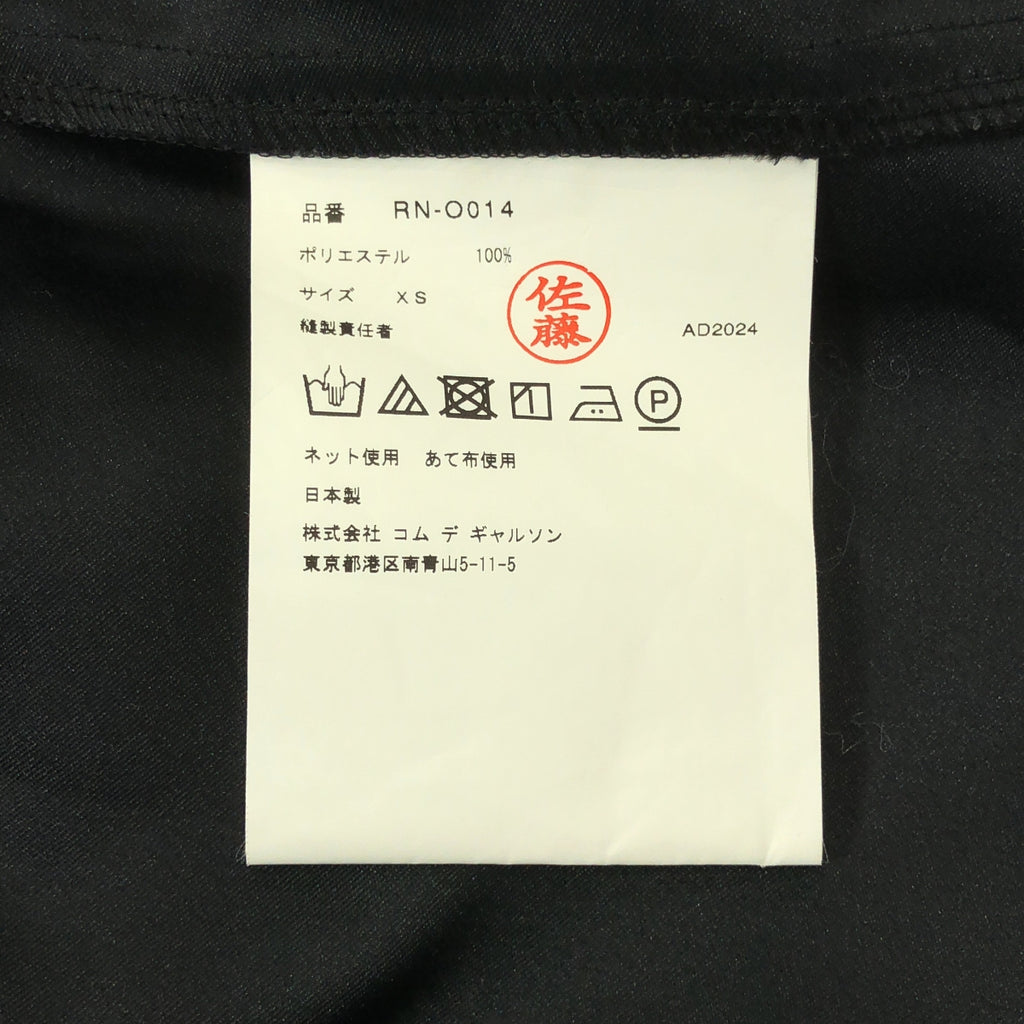 品番 RN-O014
ポリエステル 100%
サイズ XS
縫製責任者 佐藤 AD2024
P
ネット使用 あて布使用
日本製
株式会社 コム デ ギャルソン
東京都港区南青山5-11-5